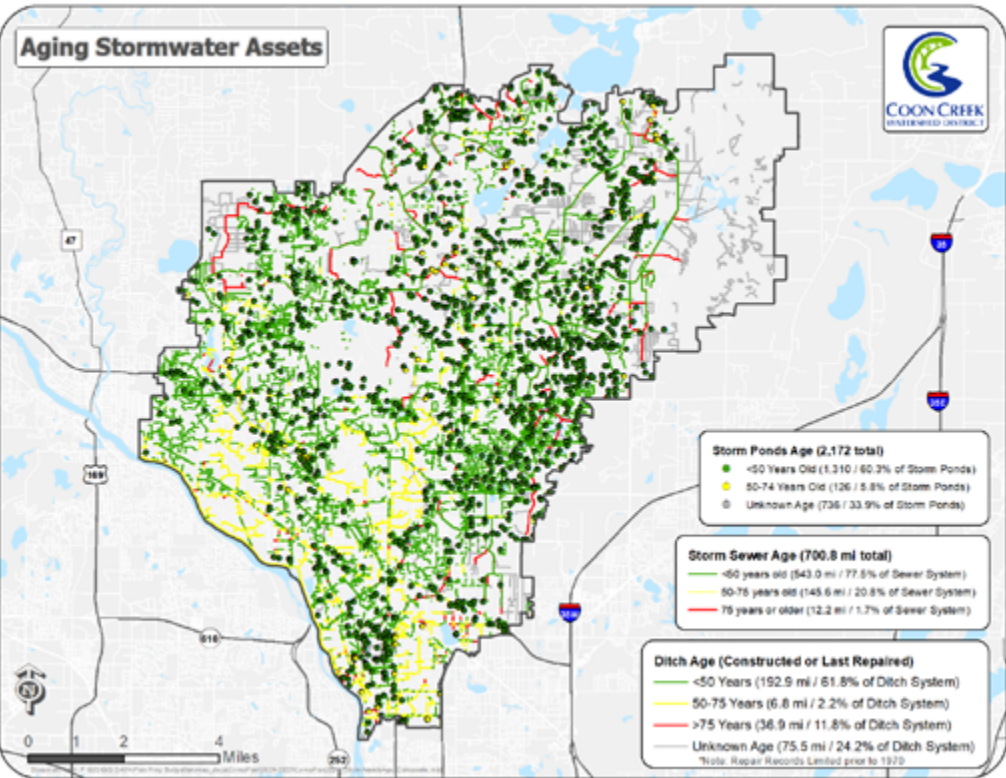 Aging Stormwater Assets
COON CREEK
WATERSHED DISTRICT
47
35
35E
169
35W
610
252
Storm Ponds Age (2,172 total)
<50 Years Old (1,310 / 60.3% of Storm Ponds)
50-74 Years Old (126 / 5.8% of Storm Ponds)
Unknown Age (736 / 33.9% of Storm Ponds)
Storm Sewer Age (700.8 mi total)
<50 years old (543.0 mi / 77.5% of Sewer System)
50-75 years old (145.6 mi / 20.8% of Sewer System)
75 years or older (12.2 mi / 1.7% of Sewer System)
Ditch Age (Constructed or Last Repaired)
<50 Years (192.9 mi / 61.8% of Ditch System)
50-75 Years (6.8 mi / 2.2% of Ditch System)
>75 Years (36.9 mi / 11.8% of Ditch System)
Unknown Age (75.5 mi / 24.2% of Ditch System)
*Note: Repair Records Limited prior to 1970
N
0 1 2 4
Miles